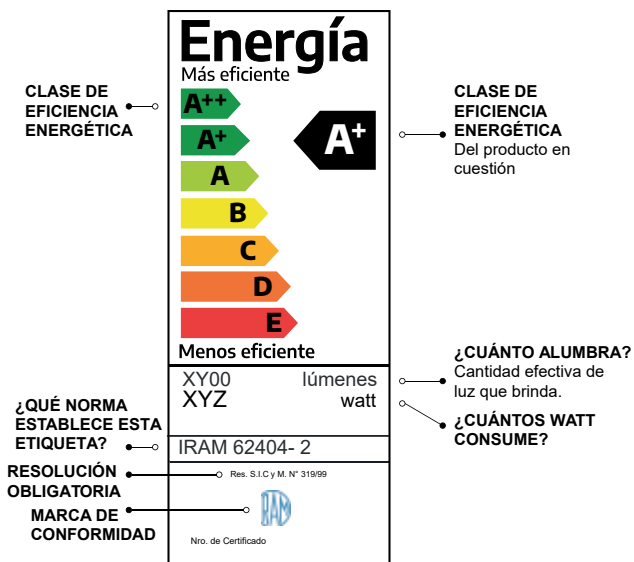 Energía
Más eficiente
CLASE DE
EFICIENCIA
ENERGÉTICA
A++
A+
A
B
C
D
E
A+
CLASE DE
EFICIENCIA
ENERGÉTICA
Del producto en
cuestión
Menos eficiente
XY00 lúmenes
XYZ watt
¿CUÁNTO ALUMBRA?
Cantidad efectiva de
luz que brinda.
¿CUÁNTOS WATT
CONSUME?
¿QUÉ NORMA
ESTABLECE ESTA
ETIQUETA?
IRAM 62404- 2
RESOLUCIÓN
OBLIGATORIA
Res. S.I.C y M. N° 319/99
MARCA DE
CONFORMIDAD
IRAM
Nro. de Certificado